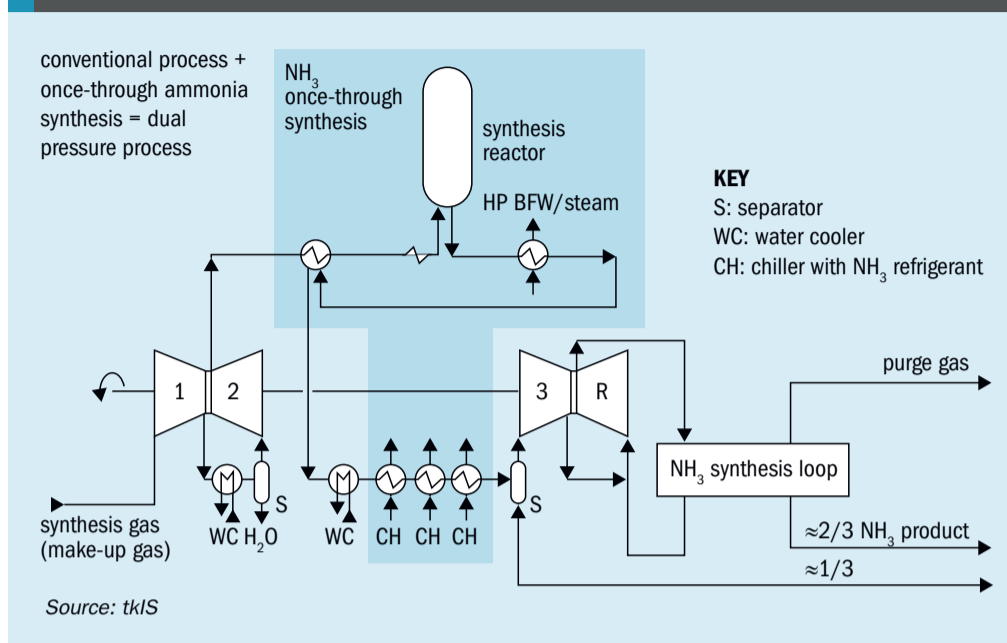 conventional process +
once-through ammonia
synthesis = dual
pressure process
NH₃
once-through
synthesis
synthesis
reactor
HP BFW/steam
KEY
S: separator
WC: water cooler
CH: chiller with NH₃ refrigerant
1
2
3
R
purge gas
NH₃ synthesis loop
synthesis gas
(make-up gas)
S
WC H₂O
WC
CH
CH
CH
S
≈2/3 NH₃ product
≈1/3
Source: tkIS